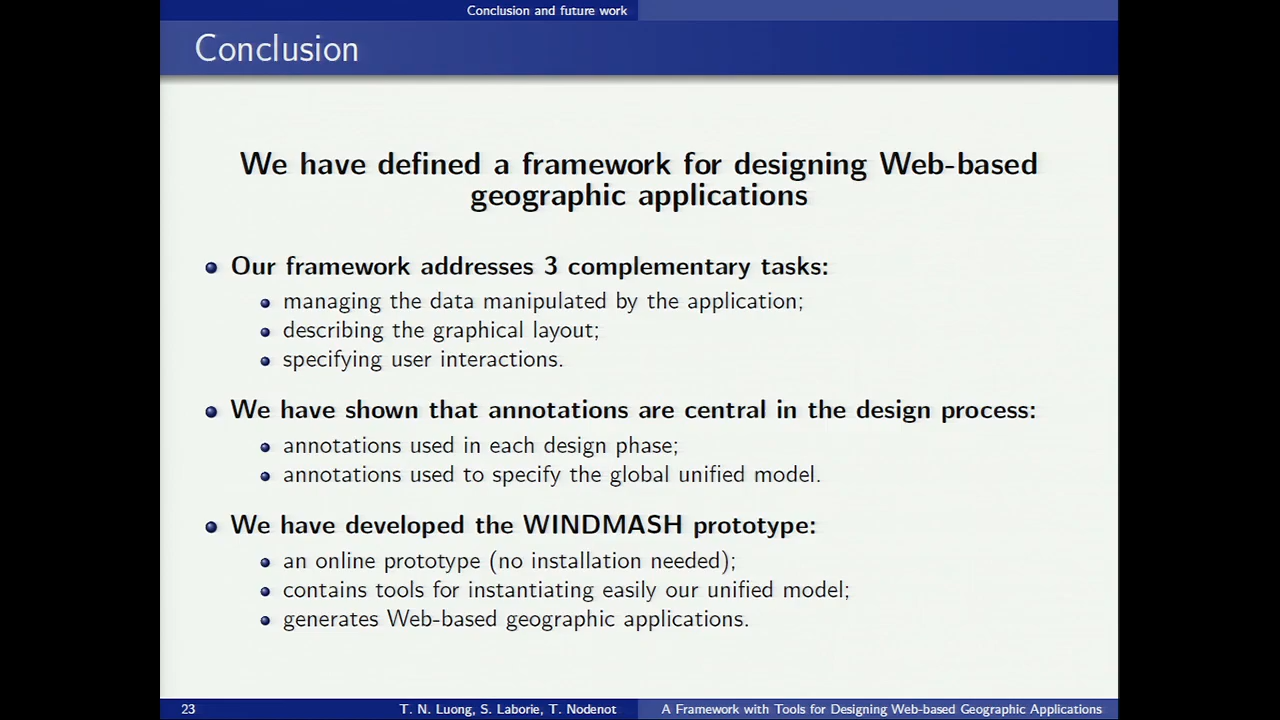 Conclusion and future work
Conclusion
We have defined a framework for designing Web-based
geographic applications
Our framework addresses 3 complementary tasks:
managing the data manipulated by the application;
describing the graphical layout;
specifying user interactions.
We have shown that annotations are central in the design process:
annotations used in each design phase;
annotations used to specify the global unified model.
We have developed the WINDMASH prototype:
an online prototype (no installation needed);
contains tools for instantiating easily our unified model;
generates Web-based geographic applications.
23 T. N. Luong, S. Laborie, T. Nodenot A Framework with Tools for Designing Web-based Geographic Applications